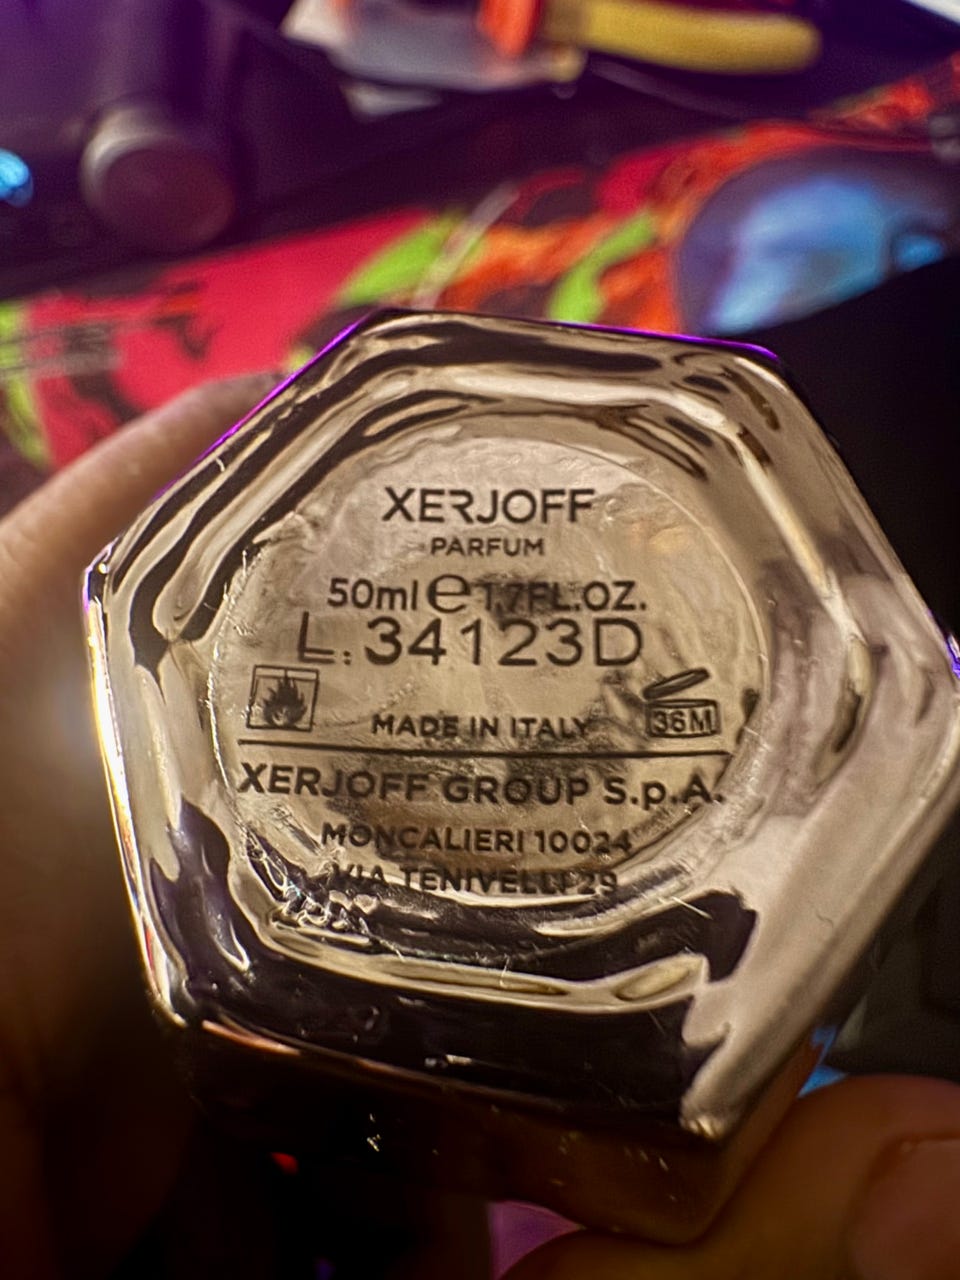 XERJOFF
PARFUM
50ml ℮ 1.7FL.OZ.
L.34123D
36M
MADE IN ITALY
XERJOFF GROUP S.p.A.
MONCALIERI 10024
VIA TENIVELLI 29